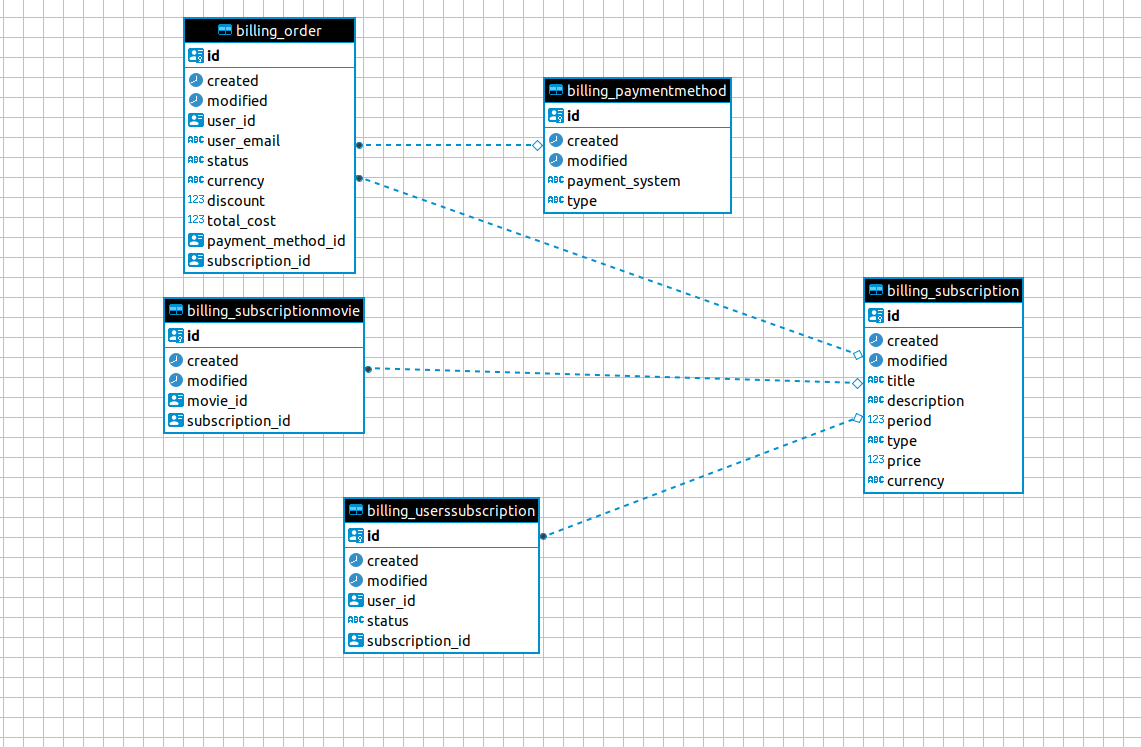 billing_order
id
created
modified
user_id
ABC user_email
ABC status
ABC currency
123 discount
123 total_cost
payment_method_id
subscription_id
billing_paymentmethod
id
created
modified
ABC payment_system
ABC type
billing_subscriptionmovie
id
created
modified
movie_id
subscription_id
billing_subscription
id
created
modified
ABC title
ABC description
123 period
ABC type
123 price
ABC currency
billing_userssubscription
id
created
modified
user_id
ABC status
subscription_id